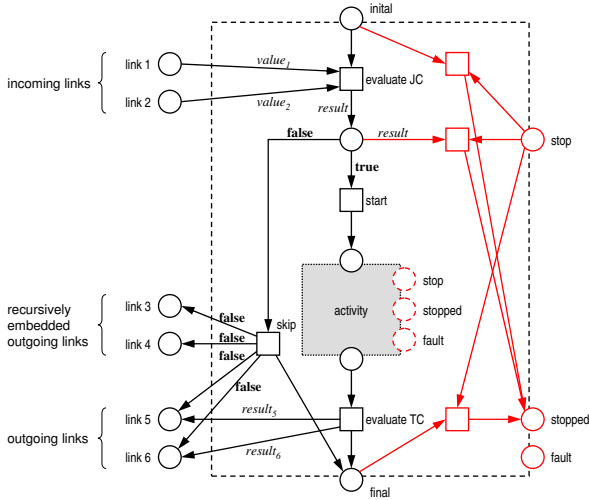 inital
link 1
value1
incoming links
evaluate JC
link 2
value2
result
false
result
stop
true
start
stop
link 3
false
recursively
embedded
outgoing links
activity
stopped
skip
link 4
false
fault
false
false
link 5
result5
evaluate TC
stopped
outgoing links
link 6
result6
fault
final